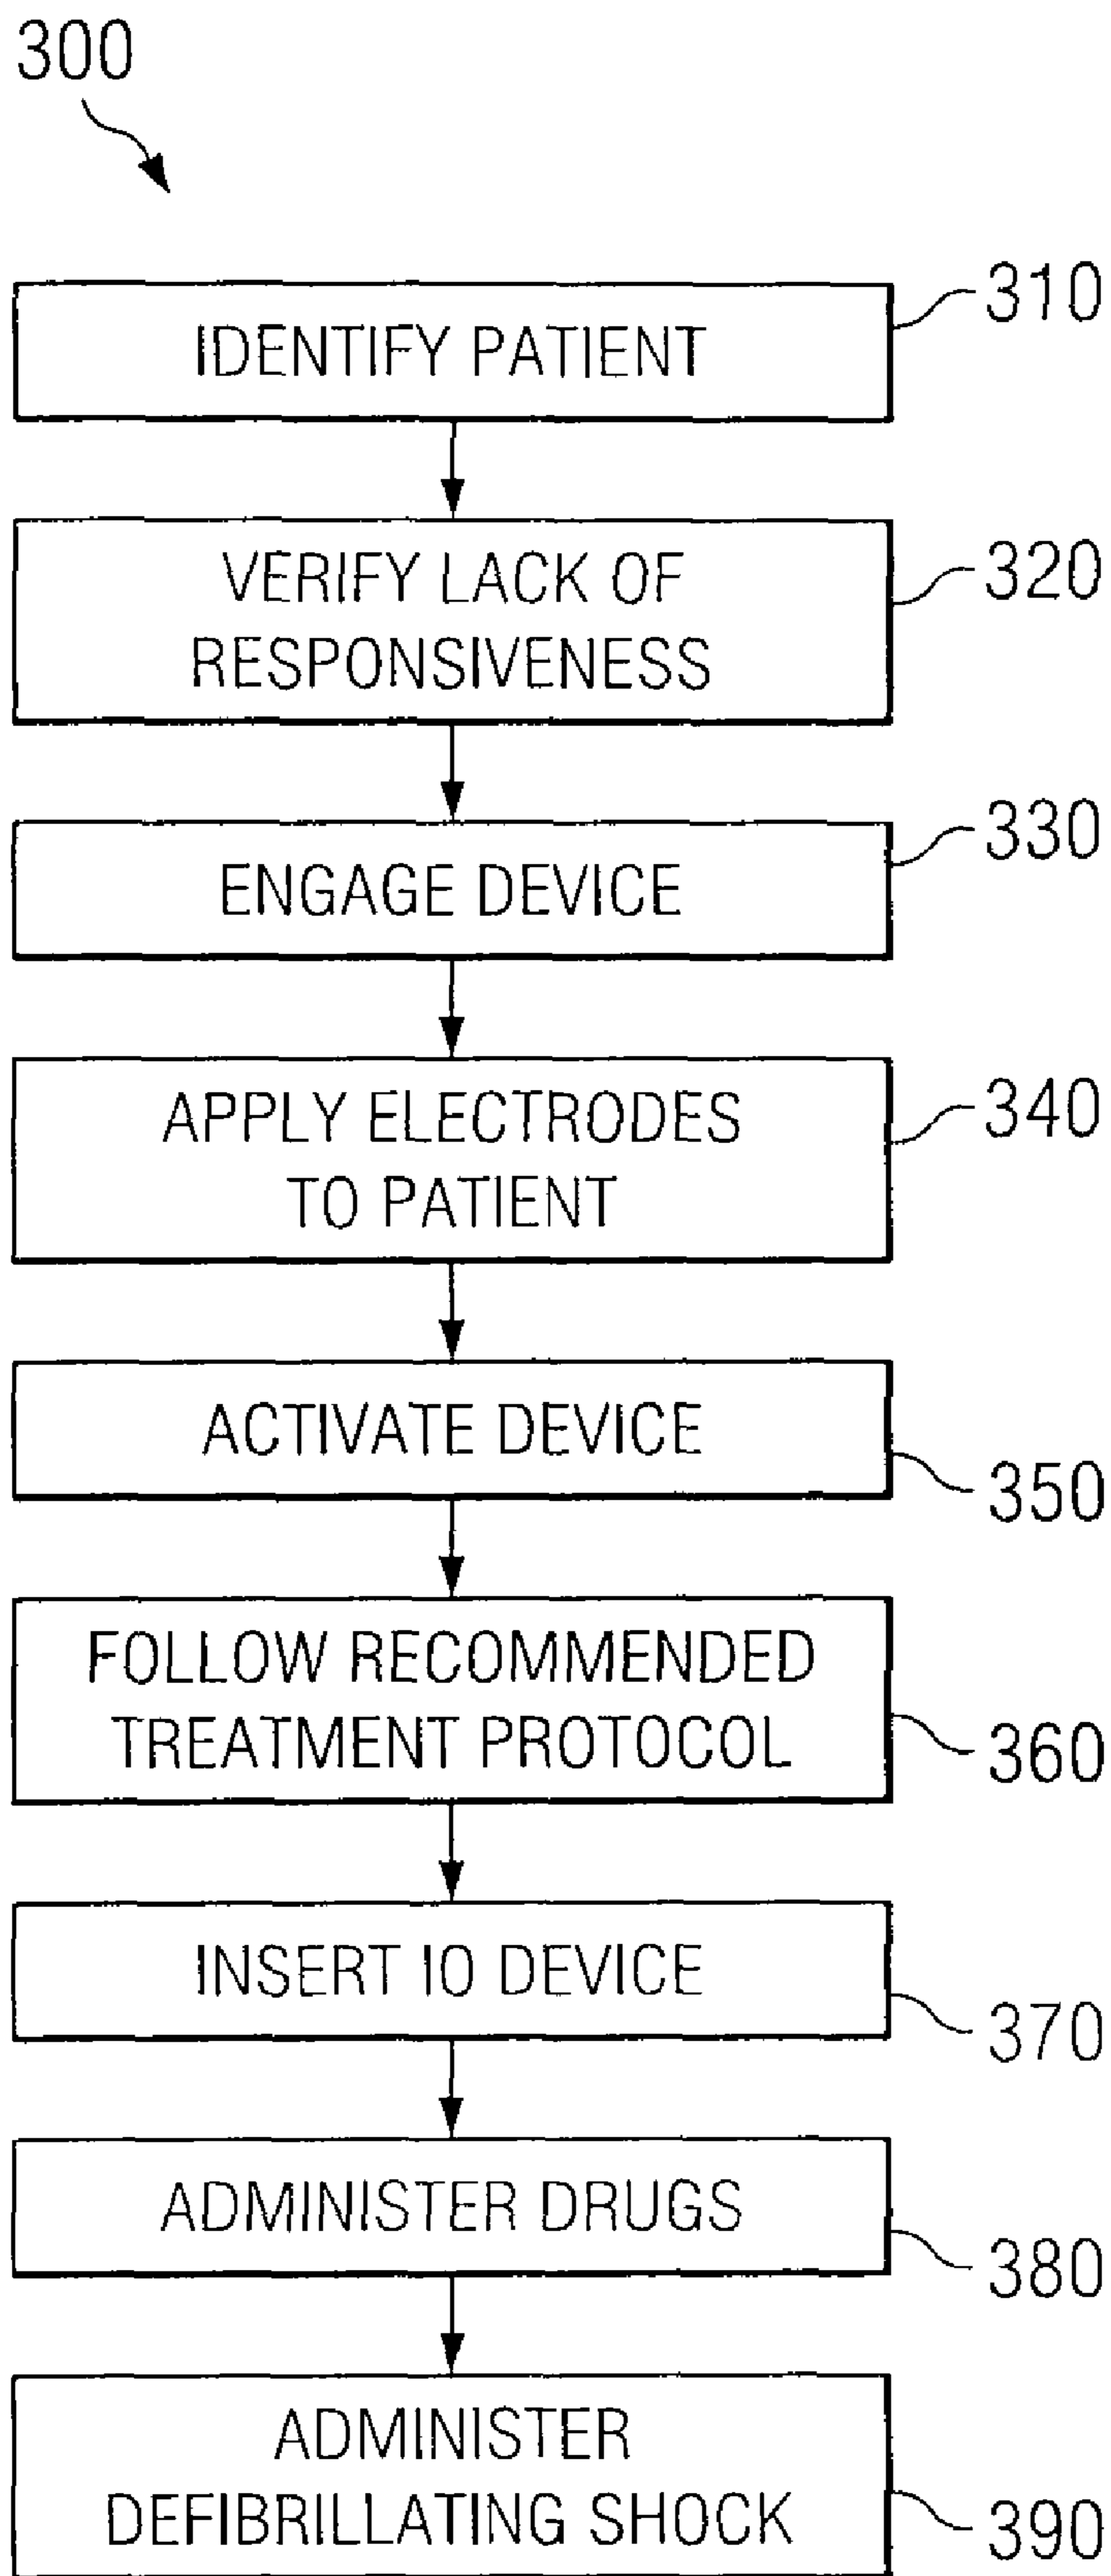 300
IDENTIFY PATIENT
310
VERIFY LACK OF
RESPONSIVENESS
320
ENGAGE DEVICE
330
APPLY ELECTRODES
TO PATIENT
340
ACTIVATE DEVICE
350
FOLLOW RECOMMENDED
TREATMENT PROTOCOL
360
INSERT IO DEVICE
370
ADMINISTER DRUGS
380
ADMINISTER
DEFIBRILLATING SHOCK
390